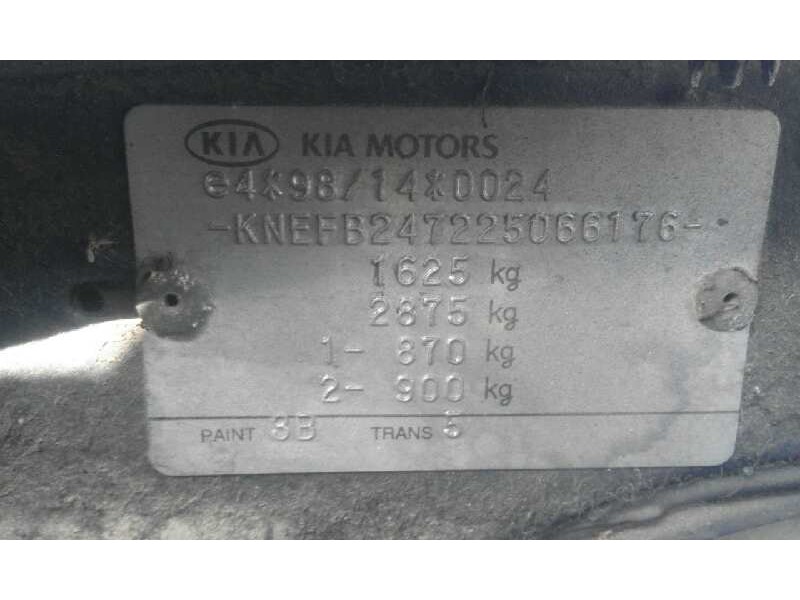 KIA KIA MOTORS
e4*98/14*0024
-KNEFB247225066176-
1625 kg
2875 kg
1- 870 kg
2- 900 kg
PAINT 8B TRANS 5